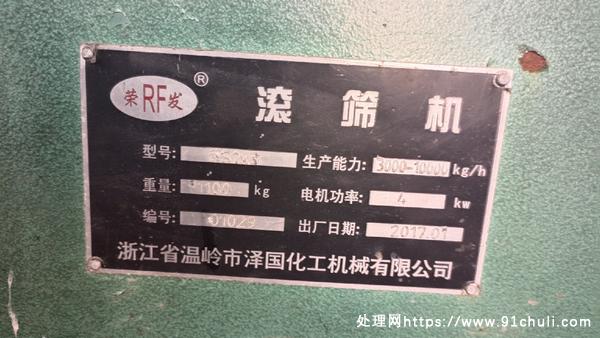 荣RF发® 滚筛机
型号: 生产能力: 3000-10000 kg/h
重量: 1100 kg 电机功率: 4 kw
编号: 01029 出厂日期: 2017.01
浙江省温岭市泽国化工机械有限公司
处理网https://www.91chuli.com/